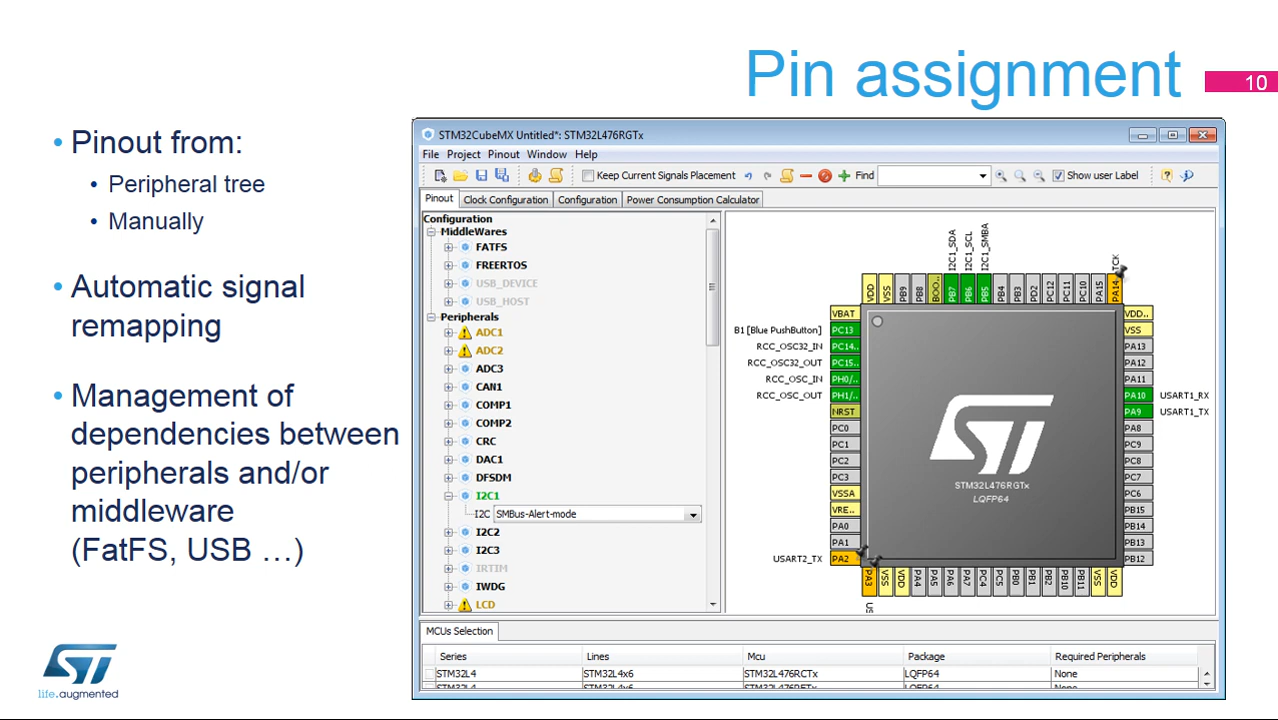 Pin assignment
10
• Pinout from:
• Peripheral tree
• Manually
• Automatic signal
remapping
• Management of
dependencies between
peripherals and/or
middleware
(FatFS, USB …)
life.augmented
STM32CubeMX Untitled*: STM32L476RGTx
File Project Pinout Window Help
Keep Current Signals Placement Find Show user Label
Pinout Clock Configuration Configuration Power Consumption Calculator
Configuration
MiddleWares
FATFS
FREERTOS
USB_DEVICE
USB_HOST
Peripherals
ADC1
ADC2
ADC3
CAN1
COMP1
COMP2
CRC
DAC1
DFSDM
I2C1
I2C SMBus-Alert-mode
I2C2
I2C3
IRTIM
IWDG
LCD
I2C1_SDA I2C1_SCL I2C1_SMBA TCK
VDD VSS PB9 PB8 BOO.. PB7 PB6 PB5 PB4 PB3 PD2 PC12 PC11 PC10 PA15 PA14
VBAT
B1 [Blue PushButton] PC13
RCC_OSC32_IN PC14..
RCC_OSC32_OUT PC15..
RCC_OSC_IN PH0/..
RCC_OSC_OUT PH1/..
NRST
PC0
PC1
PC2
PC3
VSSA
VRE..
PA0
PA1
USART2_TX PA2
VDD..
VSS
PA13
PA12
PA11
PA10 USART1_RX
PA9 USART1_TX
PA8
PC9
PC8
PC7
PC6
PB15
PB14
PB13
PB12
ST
STM32L476RGTx
LQFP64
PA3 VSS VDD PA4 PA5 PA6 PA7 PC4 PC5 PB0 PB1 PB2 PB10 PB11 VSS VDD
MCUs Selection
Series Lines Mcu Package Required Peripherals
STM32L4 STM32L4x6 STM32L476RCTx LQFP64 None
STM32L4 STM32L4x6 STM32L476RETx LQFP64 None